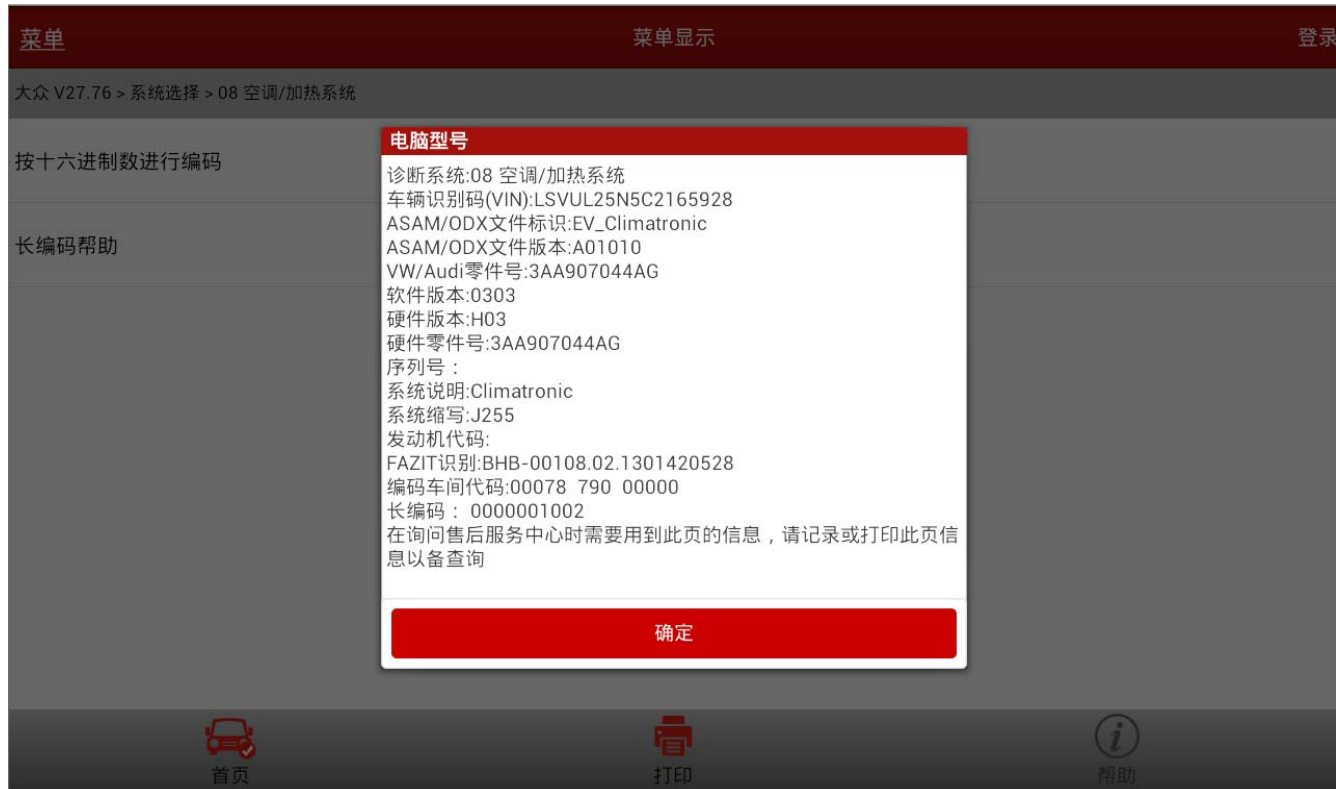 菜单
菜单显示
登录
大众 V27.76 > 系统选择 > 08 空调/加热系统
按十六进制数进行编码
长编码帮助
电脑型号
诊断系统:08 空调/加热系统
车辆识别码(VIN):LSVUL25N5C2165928
ASAM/ODX文件标识:EV_Climatronic
ASAM/ODX文件版本:A01010
VW/Audi零件号:3AA907044AG
软件版本:0303
硬件版本:H03
硬件零件号:3AA907044AG
序列号：
系统说明:Climatronic
系统缩写:J255
发动机代码:
FAZIT识别:BHB-00108.02.1301420528
编码车间代码:00078  790  00000
长编码： 0000001002
在询问售后服务中心时需要用到此页的信息，请记录或打印此页信
息以备查询
确定
首页
打印
帮助